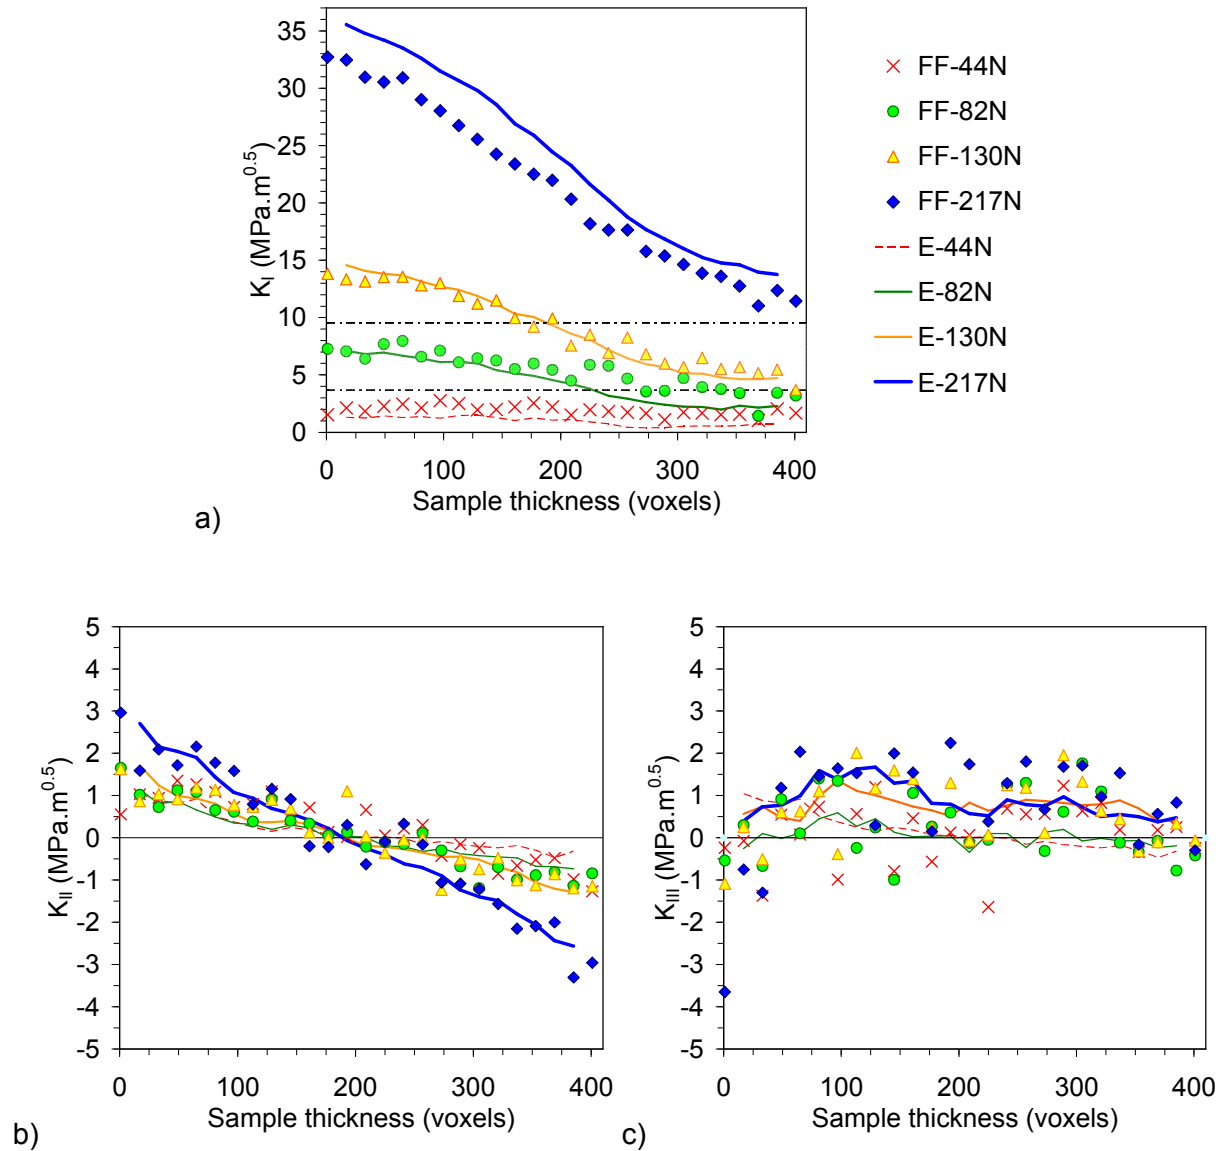 35
30
25
20
15
10
5
0
K_I (MPa.m^0.5)
0 100 200 300 400
Sample thickness (voxels)
a)
FF-44N
FF-82N
FF-130N
FF-217N
E-44N
E-82N
E-130N
E-217N
5
4
3
2
1
0
-1
-2
-3
-4
-5
K_II (MPa.m^0.5)
0 100 200 300 400
Sample thickness (voxels)
b)
5
4
3
2
1
0
-1
-2
-3
-4
-5
K_III (MPa.m^0.5)
0 100 200 300 400
Sample thickness (voxels)
c)